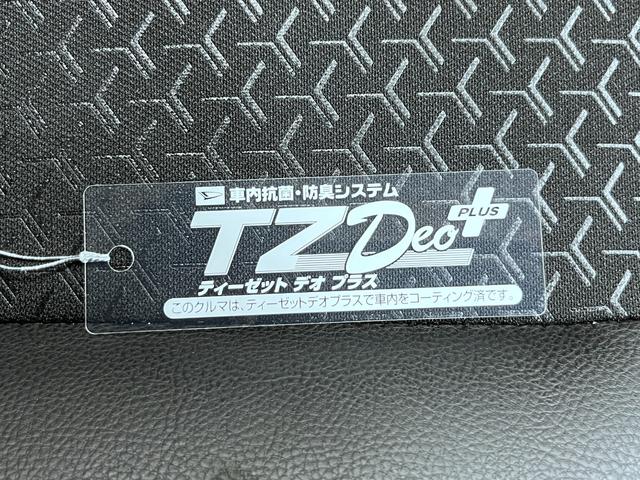 車内抗菌・防臭システム
TZ Deo PLUS
ティーゼット デオ プラス
このクルマは、ティーゼットデオプラスで車内をコーティング済です。